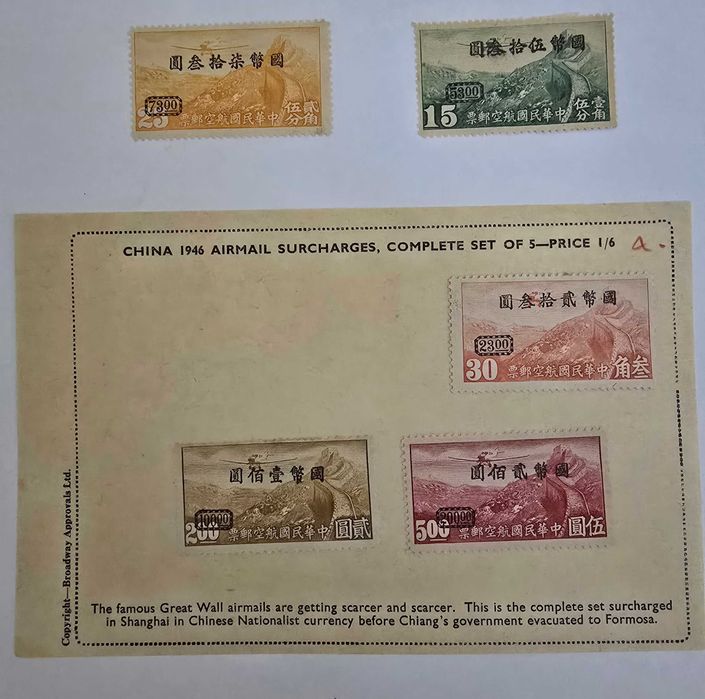 國幣柒拾叁圓
7300
25
中華民國航空郵票
貳角
伍分
國幣伍拾叁圓
5300
15
中華民國航空郵票
壹角
伍分
CHINA 1946 AIRMAIL SURCHARGES, COMPLETE SET OF 5—PRICE 1/6
國幣貳拾叁圓
2300
30
中華民國航空郵票
叁角
國幣壹佰圓
10000
200
中華民國航空郵票
貳圓
國幣貳佰圓
20000
500
中華民國航空郵票
伍圓
Copyright—Broadway Approvals Ltd.
The famous Great Wall airmails are getting scarcer and scarcer. This is the complete set surcharged
in Shanghai in Chinese Nationalist currency before Chiang's government evacuated to Formosa.